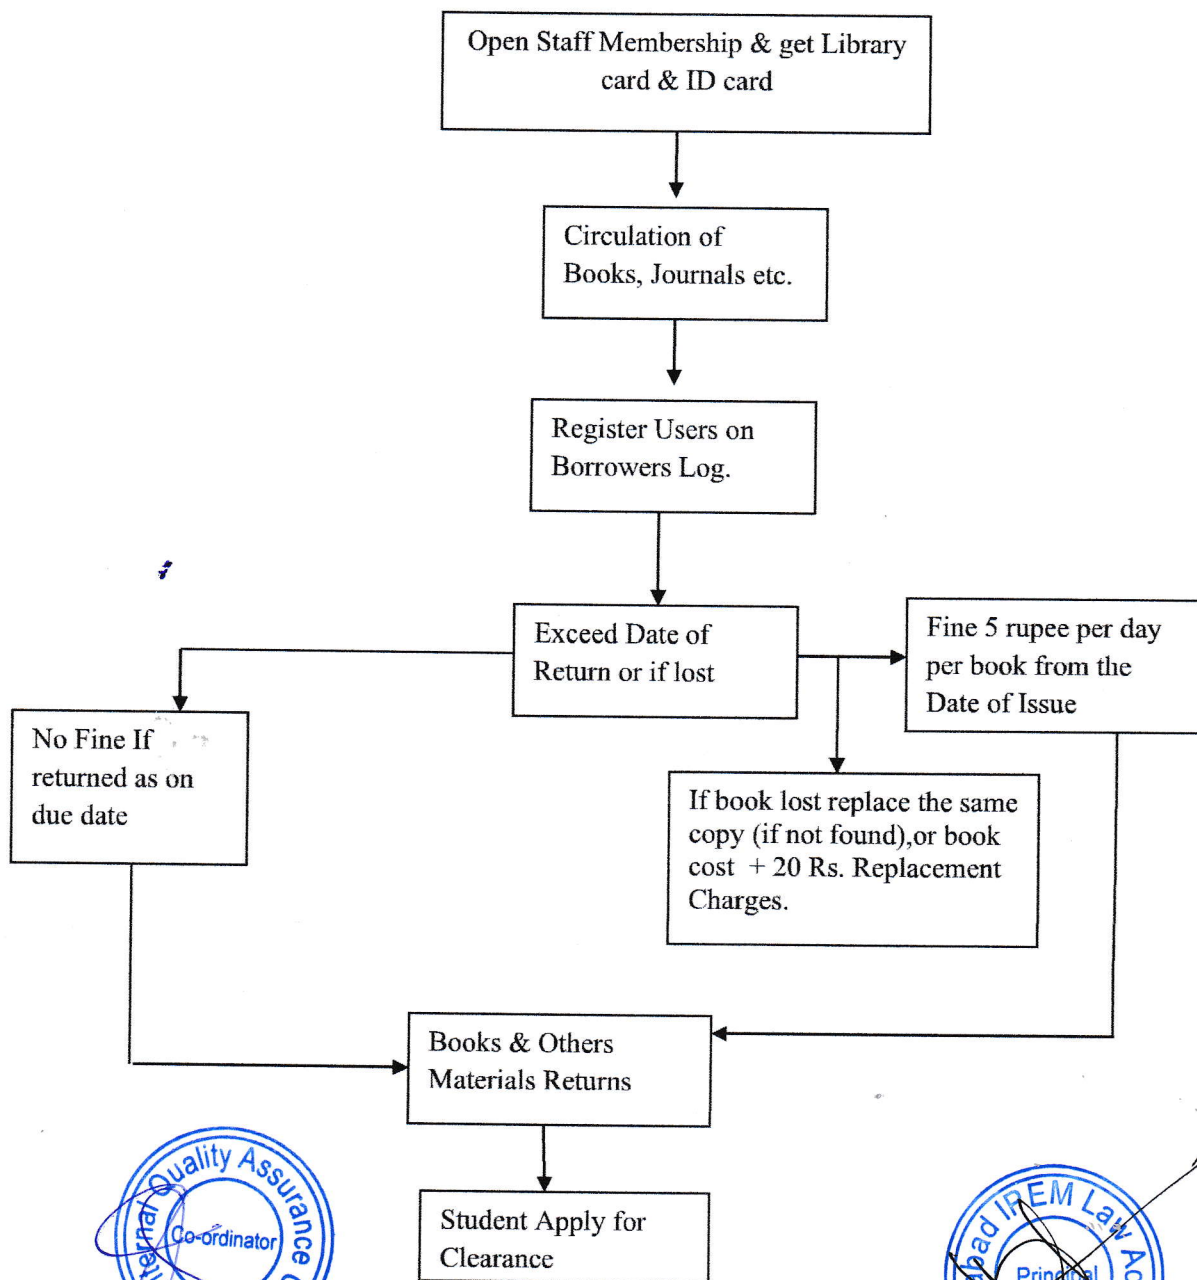 Open Staff Membership & get Library
card & ID card
Circulation of
Books, Journals etc.
Register Users on
Borrowers Log.
Exceed Date of
Return or if lost
Fine 5 rupee per day
per book from the
Date of Issue
No Fine If
returned as on
due date
If book lost replace the same
copy (if not found),or book
cost + 20 Rs. Replacement
Charges.
Books & Others
Materials Returns
Student Apply for
Clearance
Quality Assurance
Co-ordinator
IPEM Law
Principal